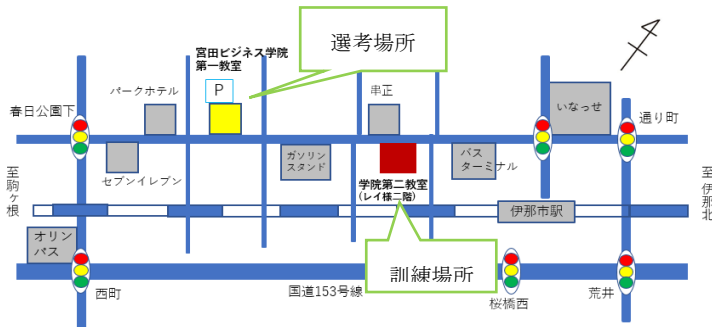 選考場所
宮田ビジネス学院
第一教室
P
パークホテル
春日公園下
串正
いなっせ
通り町
セブンイレブン
ガソリン
スタンド
バス
ターミナル
学院第二教室
(レイ様二階)
至駒ヶ根
至伊那北
伊那市駅
オリン
パス
訓練場所
西町
国道153号線
桜橋西
荒井